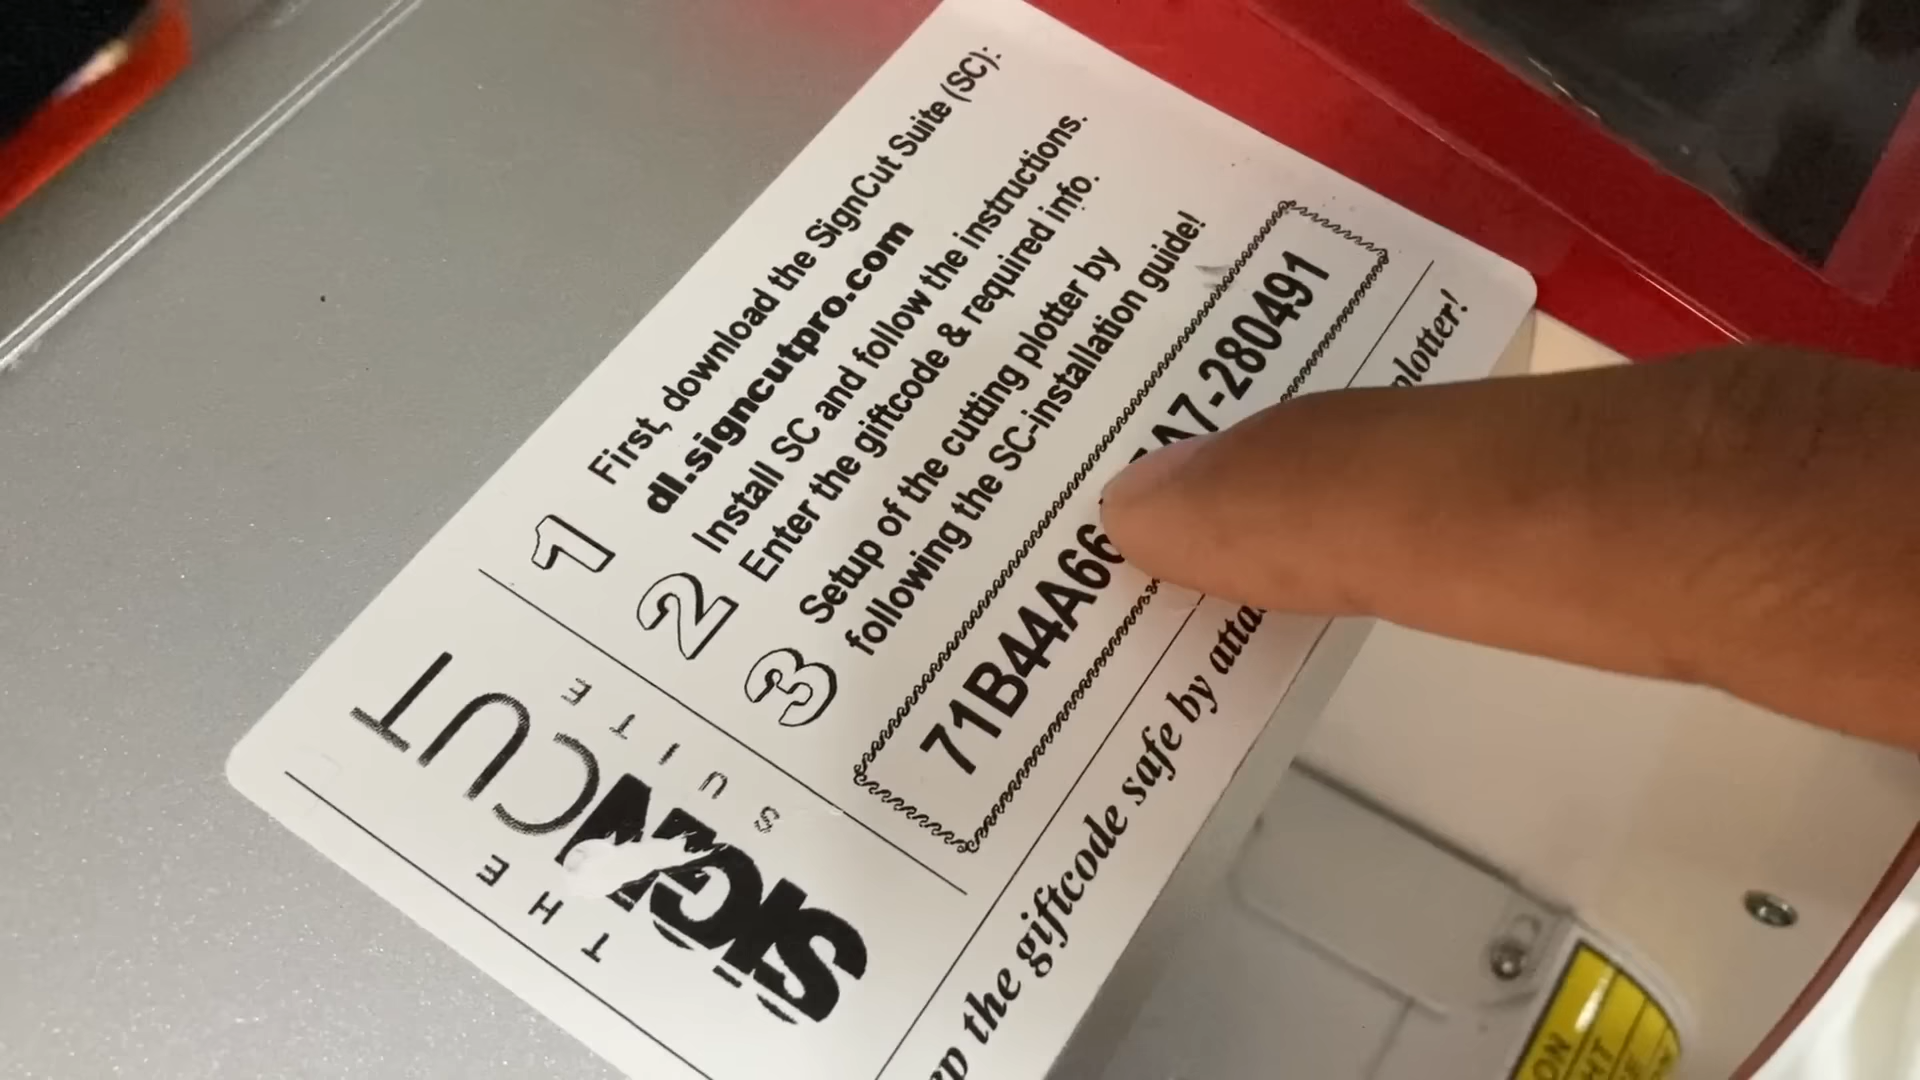 THE
SIGNCUT
SUITE
1 First, download the SignCut Suite (SC):
dl.signcutpro.com
2 Install SC and follow the instructions.
Enter the giftcode & required info.
3 Setup of the cutting plotter by
following the SC-installation guide!
71B44A66 A7-280491
the giftcode safe by plotter!